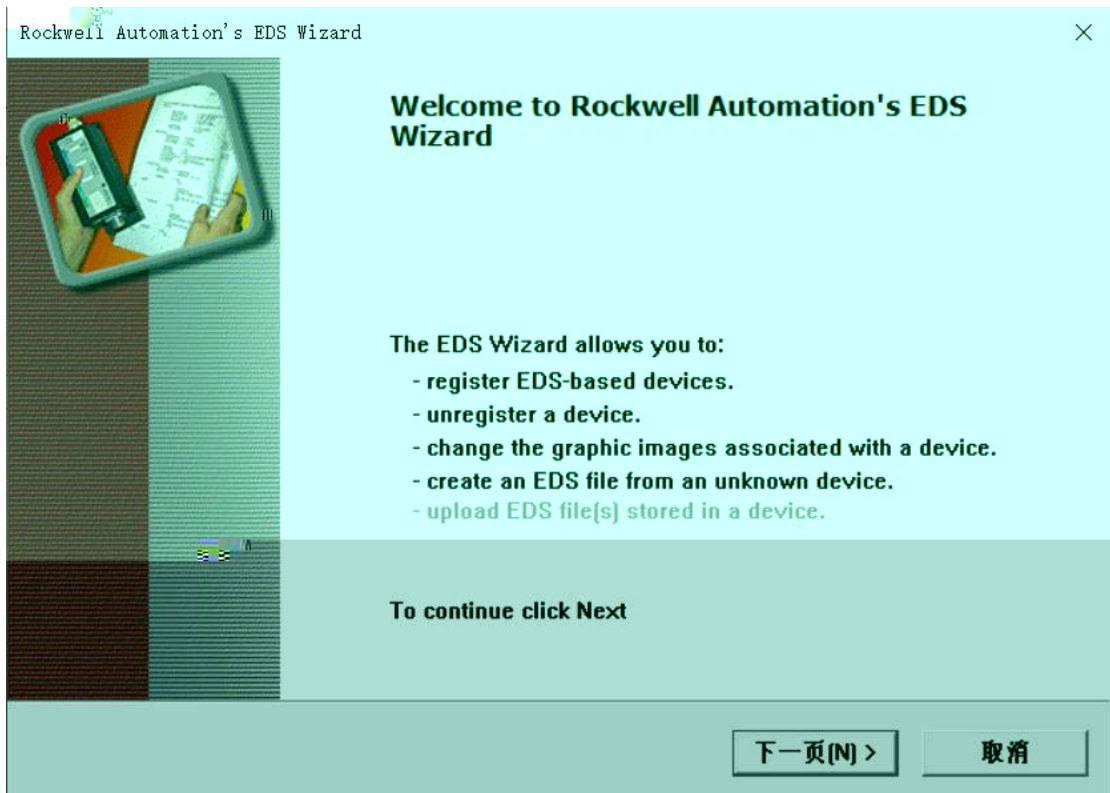 Rockwell Automation's EDS Wizard
Welcome to Rockwell Automation's EDS
Wizard
The EDS Wizard allows you to:
- register EDS-based devices.
- unregister a device.
- change the graphic images associated with a device.
- create an EDS file from an unknown device.
- upload EDS file(s) stored in a device.
To continue click Next
下一页(N) >
取消